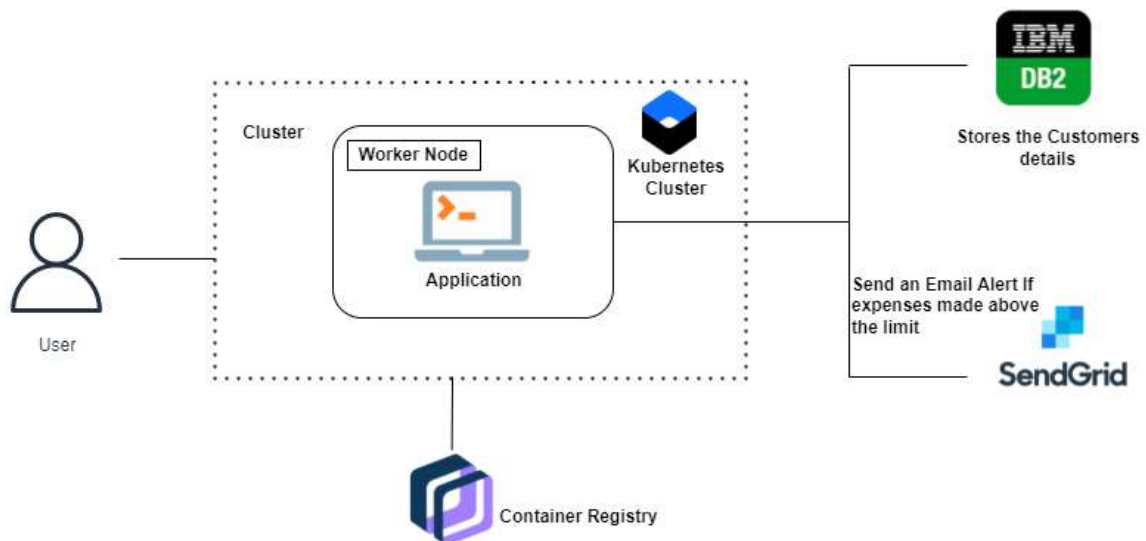 IBM
DB2
Stores the Customers
details
Cluster
Worker Node
Kubernetes
Cluster
Application
User
Send an Email Alert If
expenses made above
the limit
SendGrid
Container Registry